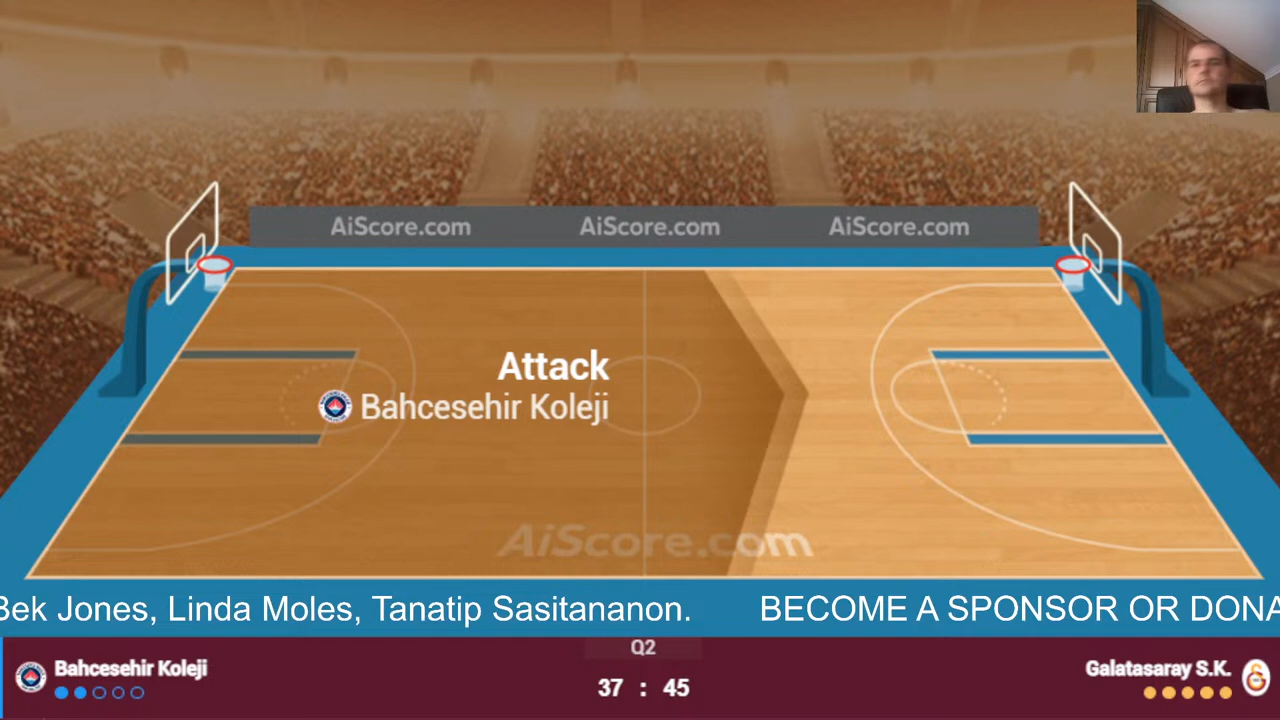 AiScore.com AiScore.com AiScore.com
Attack
Bahcesehir Koleji
AiScore.com
Bek Jones, Linda Moles, Tanatip Sasitananon. BECOME A SPONSOR OR DONA
Q2
Bahcesehir Koleji
37 : 45
Galatasaray S.K.